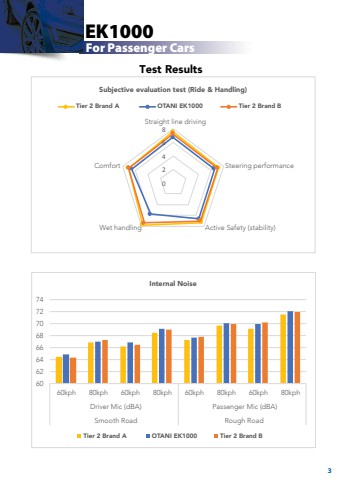 EK1000
For Passenger Cars
Test Results
Subjective evaluation test (Ride & Handling)
Tier 2 Brand A OTANI EK1000 Tier 2 Brand B
Straight line driving
8
6
4
2
0
Comfort Steering performance
Wet handling Active Safety (stability)
Internal Noise
74
72
70
68
66
64
62
60
60kph 80kph 60kph 80kph 60kph 80kph 60kph 80kph
Driver Mic (dBA) Passenger Mic (dBA)
Smooth Road Rough Road
Tier 2 Brand A OTANI EK1000 Tier 2 Brand B
3